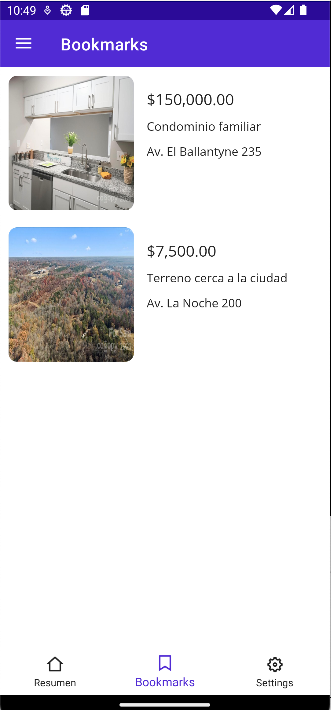 10:49
Bookmarks
$150,000.00
Condominio familiar
Av. El Ballantyne 235
$7,500.00
Terreno cerca a la ciudad
Av. La Noche 200
Resumen
Bookmarks
Settings